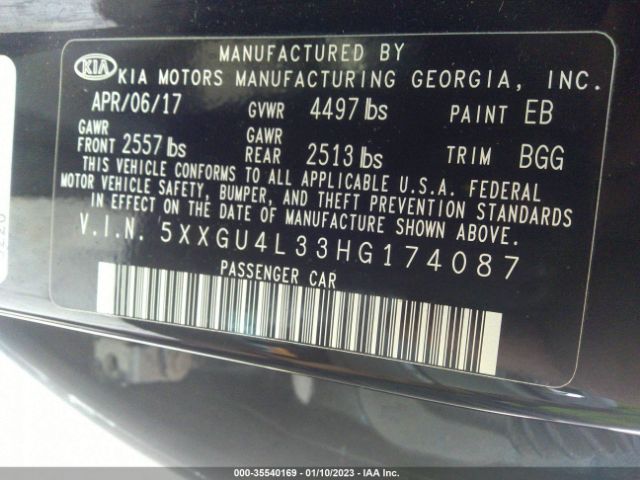 MANUFACTURED BY
KIA KIA MOTORS MANUFACTURING GEORGIA, INC.
APR/06/17 GVWR 4497 lbs PAINT EB
GAWR FRONT 2557 lbs GAWR REAR 2513 lbs TRIM BGG
THIS VEHICLE CONFORMS TO ALL APPLICABLE U.S.A. FEDERAL
MOTOR VEHICLE SAFETY, BUMPER, AND THEFT PREVENTION STANDARDS
IN EFFECT ON THE DATE OF MANUFACTURE SHOWN ABOVE.
V.I.N. 5XXGU4L33HG174087
PASSENGER CAR
000-35540169 - 01/10/2023 - IAA Inc.